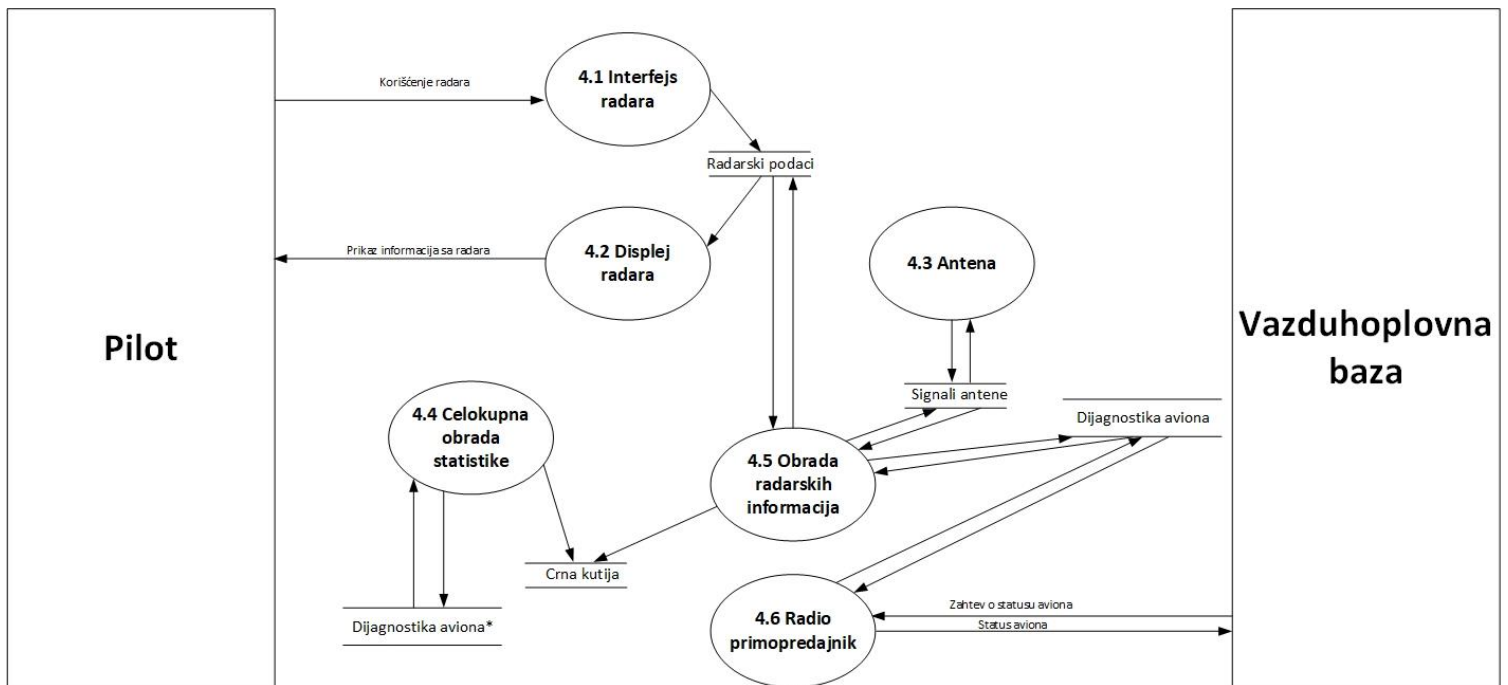 Korišćenje radara
4.1 Interfejs
radara
Radarski podaci
Prikaz informacija sa radara
4.2 Displej
radara
4.3 Antena
Pilot
Vazduhoplovna
baza
Signali antene
4.4 Celokupna
obrada
statistike
Dijagnostika aviona
4.5 Obrada
radarskih
informacija
Crna kutija
Dijagnostika aviona*
4.6 Radio
primopredajnik
Zahtev o statusu aviona
Status aviona